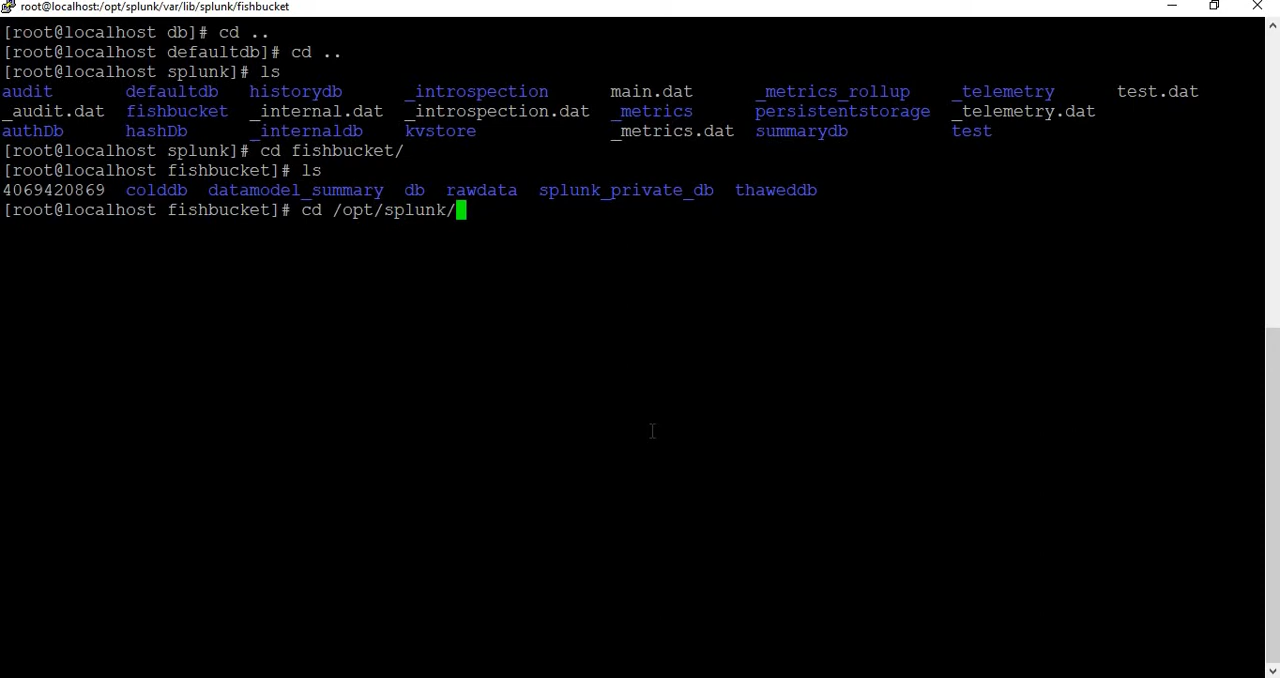 root@localhost:/opt/splunk/var/lib/splunk/fishbucket
[root@localhost db]# cd ..
[root@localhost defaultdb]# cd ..
[root@localhost splunk]# ls
audit defaultdb historydb _introspection main.dat _metrics_rollup _telemetry test.dat
_audit.dat fishbucket _internal.dat _introspection.dat _metrics persistentstorage _telemetry.dat
authDb hashDb _internaldb kvstore _metrics.dat summarydb test
[root@localhost splunk]# cd fishbucket/
[root@localhost fishbucket]# ls
4069420869 colddb datamodel_summary db rawdata splunk_private_db thaweddb
[root@localhost fishbucket]# cd /opt/splunk/